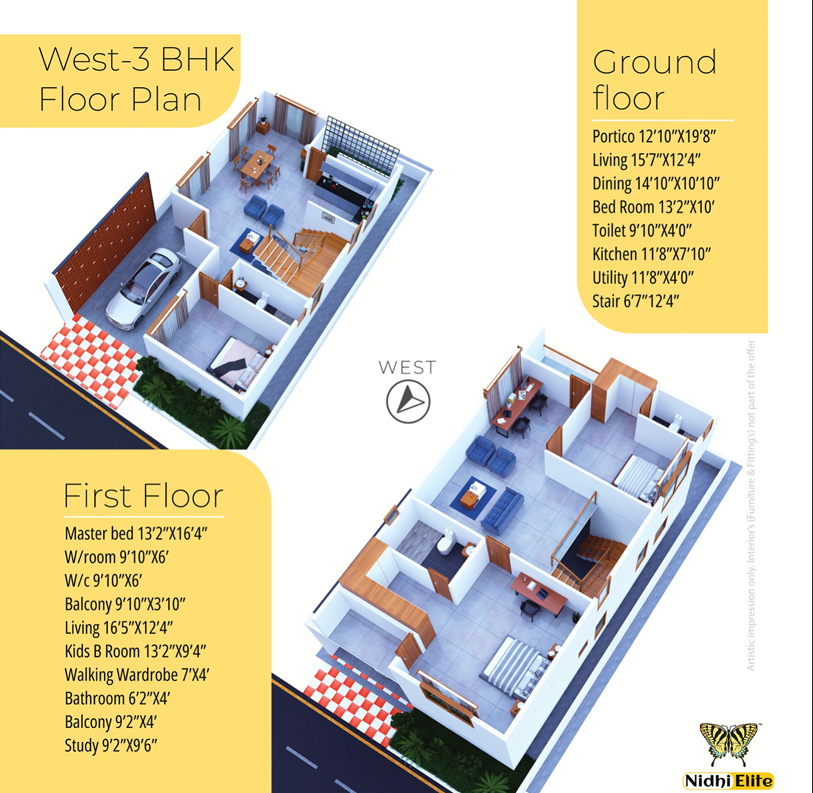 West-3 BHK
Floor Plan
Ground
floor
Portico 12’10”X19’8”
Living 15’7”X12’4”
Dining 14’10”X10’10”
Bed Room 13’2”X10’
Toilet 9’10”X4’0”
Kitchen 11’8”X7’10”
Utility 11’8”X4’0”
Stair 6’7”12’4”
WEST
First Floor
Master bed 13’2”X16’4”
W/room 9’10”X6’
W/c 9’10”X6’
Balcony 9’10”X3’10”
Living 16’5”X12’4”
Kids B Room 13’2”X9’4”
Walking Wardrobe 7’X4’
Bathroom 6’2”X4’
Balcony 9’2”X4’
Study 9’2”X9’6”
Artistic impression only. Interior's (Furniture & Fitting's) not part of the offer
Nidhi Elite